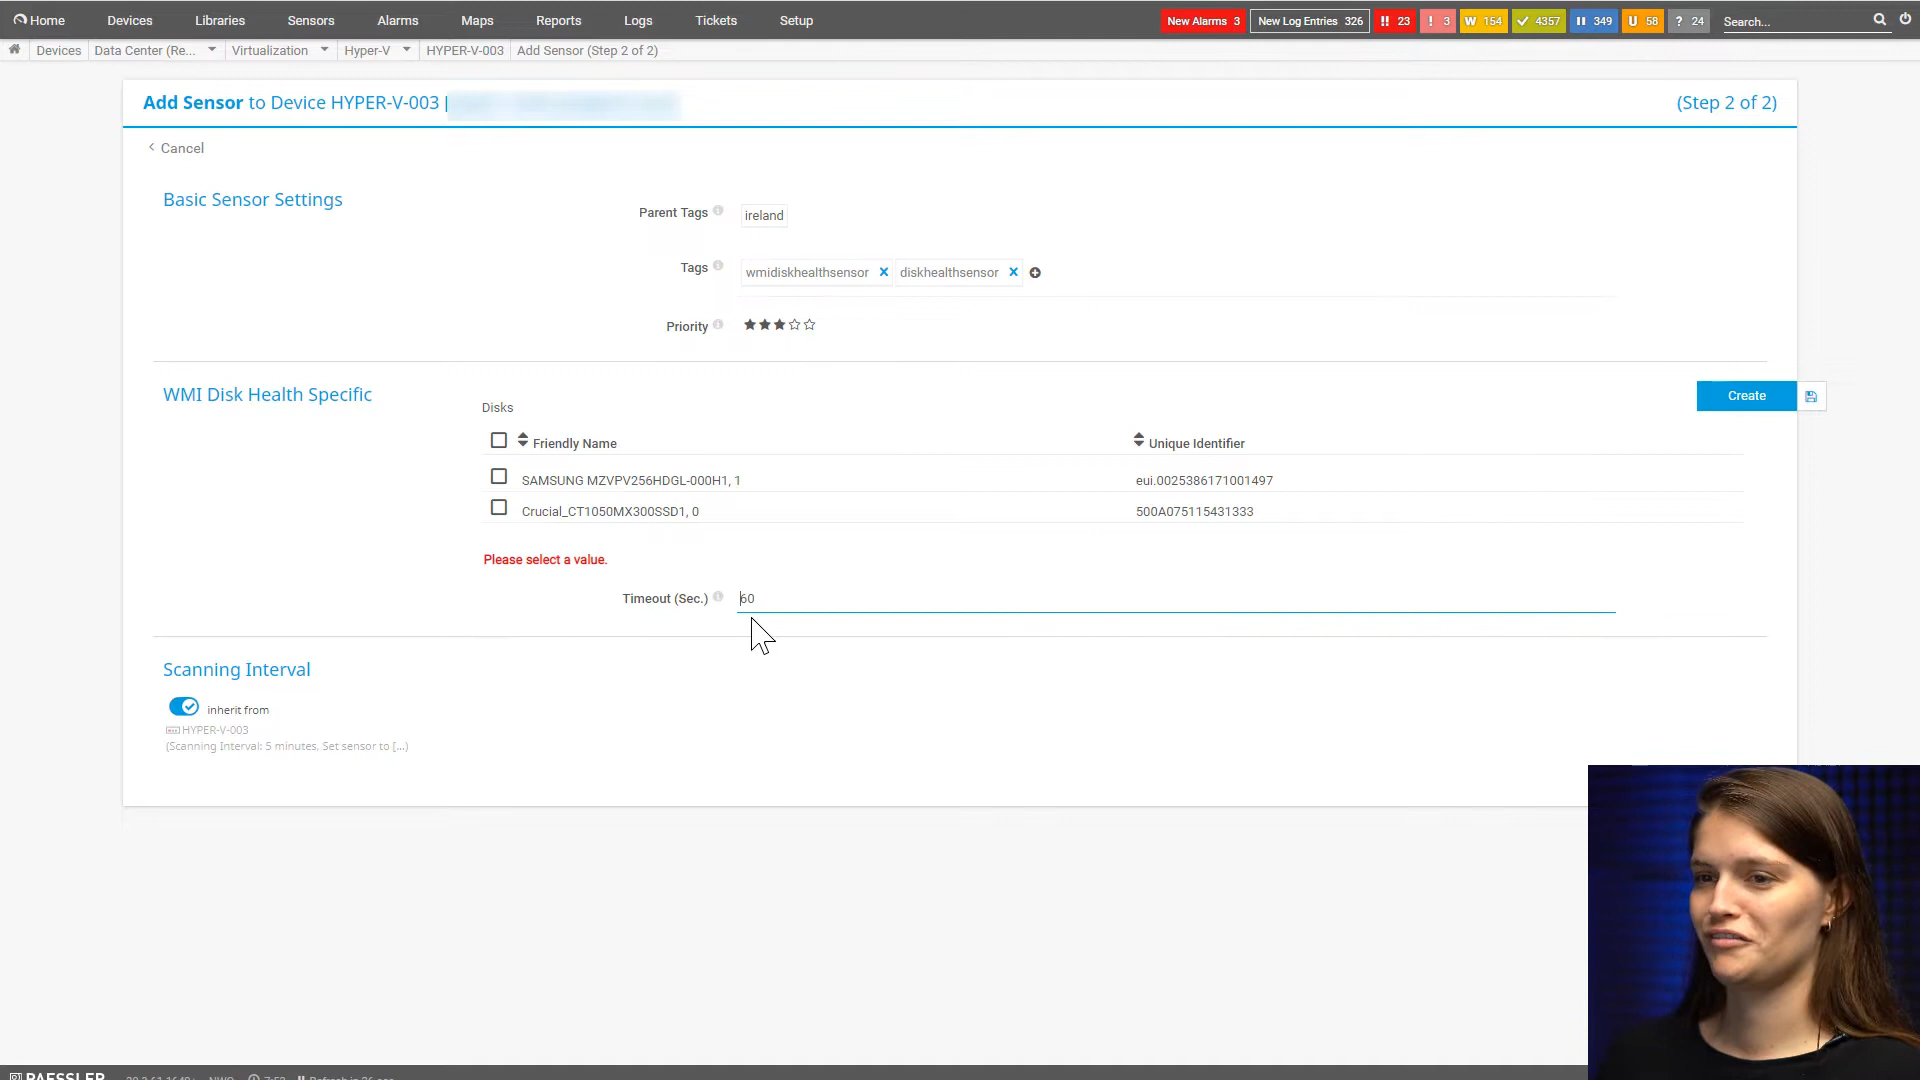 Home Devices Libraries Sensors Alarms Maps Reports Logs Tickets Setup New Alarms 3 New Log Entries 326 !! 23 ! 3 W 154 4357 349 U 58 ? 24 Search...
Devices Data Center (Re... Virtualization Hyper-V HYPER-V-003 Add Sensor (Step 2 of 2)
Add Sensor to Device HYPER-V-003 | (Step 2 of 2)
< Cancel
Basic Sensor Settings
Parent Tags ireland
Tags wmidiskhealthsensor × diskhealthsensor ×
Priority
WMI Disk Health Specific
Create
Disks
Friendly Name Unique Identifier
SAMSUNG MZVPV256HDGL-000H1, 1 eui.0025386171001497
Crucial_CT1050MX300SSD1, 0 500A075115431333
Please select a value.
Timeout (Sec.) 60
Scanning Interval
inherit from
HYPER-V-003
(Scanning Interval: 5 minutes, Set sensor to [...)
PAESSLER